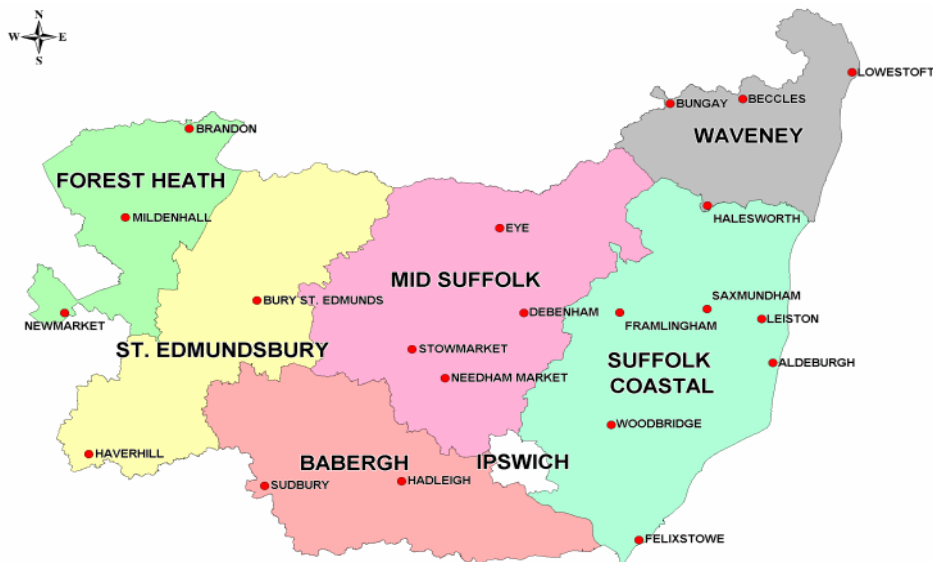 N
W E
S
LOWESTOFT
BECCLES
BUNGAY
WAVENEY
BRANDON
FOREST HEATH
MILDENHALL
HALESWORTH
EYE
MID SUFFOLK
BURY ST. EDMUNDS
SAXMUNDHAM
NEWMARKET
DEBENHAM
FRAMLINGHAM
LEISTON
ST. EDMUNDSBURY
STOWMARKET
SUFFOLK
COASTAL
ALDEBURGH
NEEDHAM MARKET
WOODBRIDGE
HAVERHILL
BABERGH
IPSWICH
SUDBURY
HADLEIGH
FELIXSTOWE